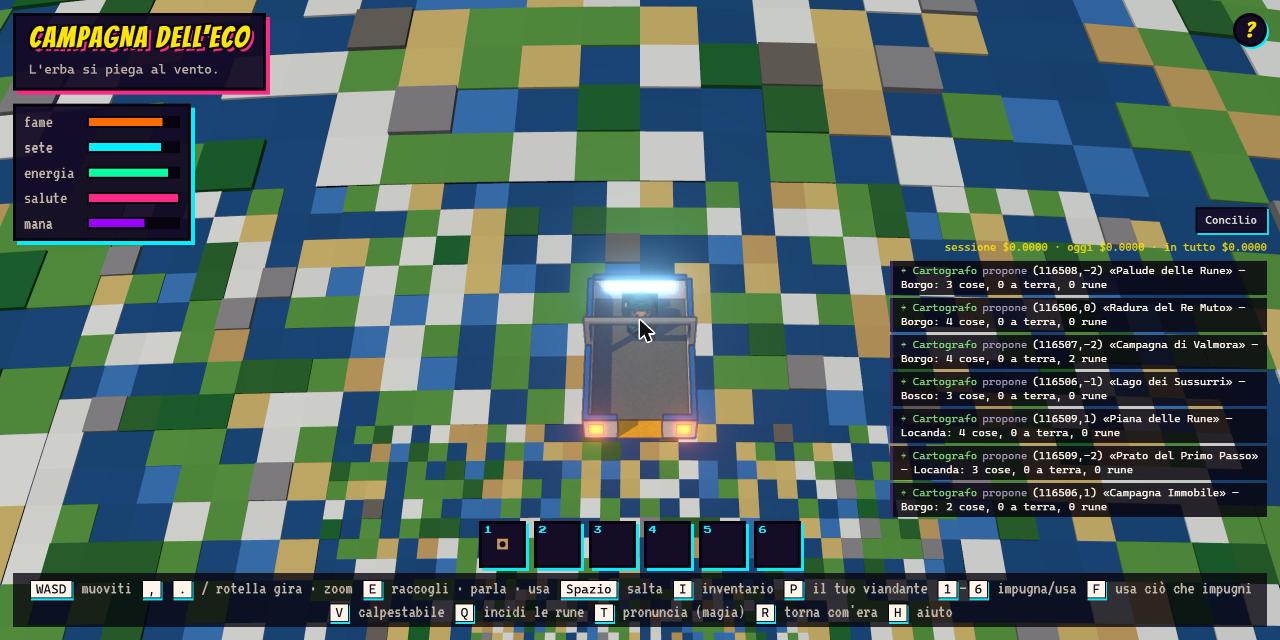 CAMPAGNA DELL'ECO
L'erba si piega al vento.
?
fame
sete
energia
salute
mana
Concilio
sessione $0.0000 · oggi $0.0000 · in tutto $0.0000
+ Cartografo propone (116508,−2) «Palude delle Rune» —
Borgo: 3 cose, 0 a terra, 0 rune
+ Cartografo propone (116506,0) «Radura del Re Muto» —
Borgo: 4 cose, 0 a terra, 0 rune
+ Cartografo propone (116507,−2) «Campagna di Valmora» —
Borgo: 4 cose, 0 a terra, 2 rune
+ Cartografo propone (116506,−1) «Lago dei Sussurri» —
Bosco: 3 cose, 0 a terra, 0 rune
+ Cartografo propone (116509,1) «Piana delle Rune» —
Locanda: 4 cose, 0 a terra, 0 rune
+ Cartografo propone (116509,−2) «Prato del Primo Passo»
— Locanda: 3 cose, 0 a terra, 0 rune
+ Cartografo propone (116506,1) «Campagna Immobile» —
Borgo: 2 cose, 0 a terra, 0 rune
1 2 3 4 5 6
WASD muoviti , . / rotella gira · zoom E raccogli · parla · usa Spazio salta I inventario P il tuo viandante 1–6 impugna/usa F usa ciò che impugni
V calpestabile Q incidi le rune T pronuncia (magia) R torna com'era H aiuto